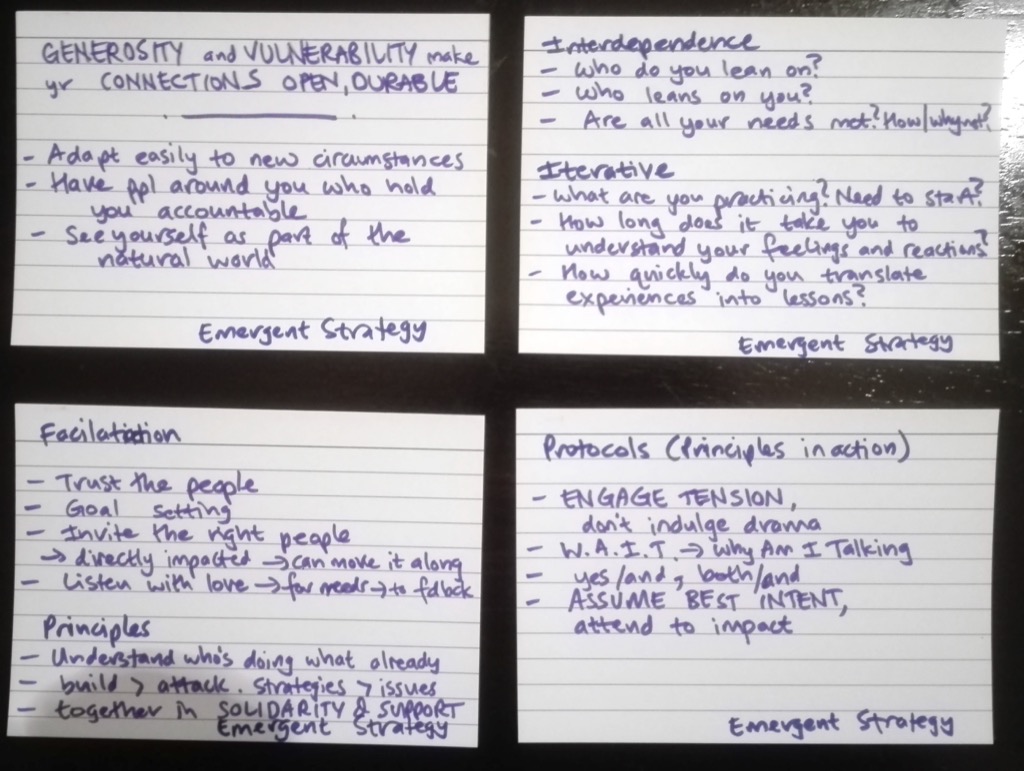 GENEROSITY and VULNERABILITY make
yr CONNECTIONS OPEN, DURABLE
- Adapt easily to new circumstances
- Have ppl around you who hold
you accountable
- See yourself as part of the
natural world
Emergent Strategy
Interdependence
- Who do you lean on?
- Who leans on you?
- Are all your needs met? How/why not?
Iterative
- What are you practicing? Need to start?
- How long does it take you to
understand your feelings and reactions?
- How quickly do you translate
experiences into lessons?
Emergent Strategy
Facilatation
- Trust the people
- Goal setting
- Invite the right people
→ directly impacted → can move it along
- Listen with love → for needs → to fdback
Principles
- Understand who's doing what already
- build > attack. Strategies > issues
- together in SOLIDARITY & SUPPORT
Emergent Strategy
Protocols (Principles in action)
- ENGAGE TENSION,
don't indulge drama
- W.A.I.T. → Why Am I Talking
- yes/and, both/and
- ASSUME BEST INTENT,
attend to impact
Emergent Strategy